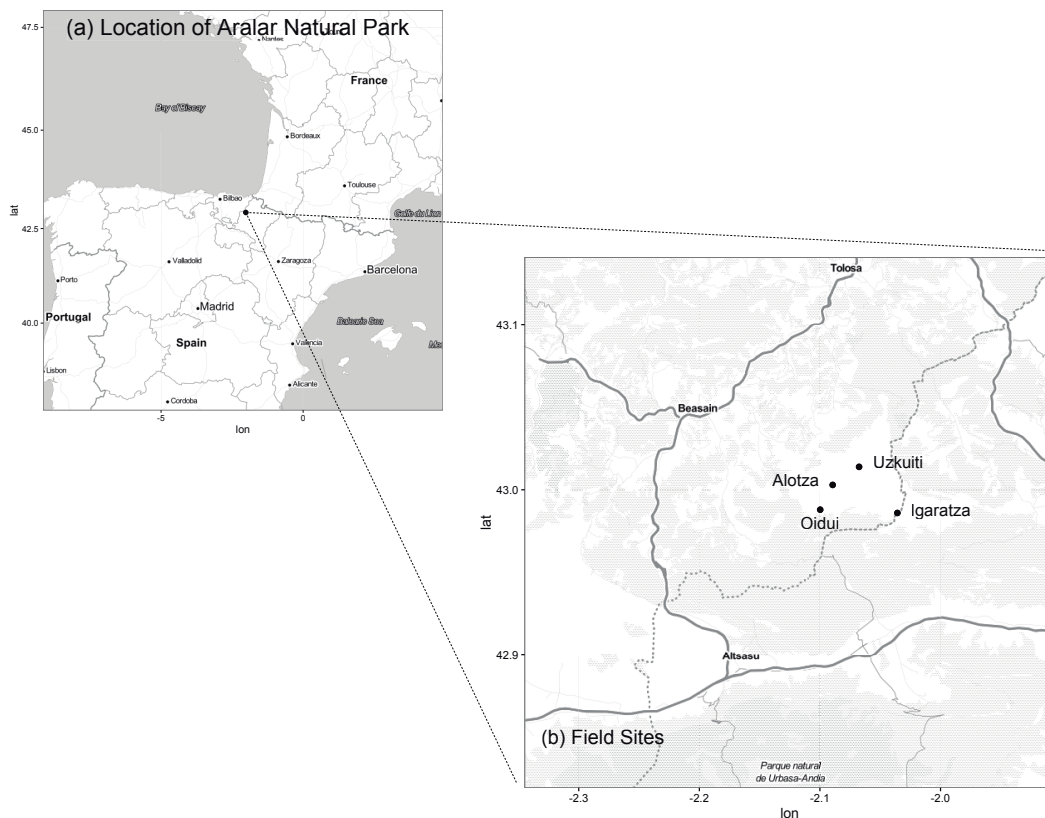 (a) Location of Aralar Natural Park
47.5
45.0
42.5
40.0
lat
Nantes
France
Bay of Biscay
Bordeaux
Toulouse
Bilbao
Golfe du Lion
Valladolid
Zaragoza
Barcelona
Porto
Madrid
Portugal
Balearic Sea
Spain
Valencia
Lisbon
Alicante
Cordoba
-5
0
lon
Tolosa
43.1
43.0
42.9
lat
Beasain
Uzkuiti
Alotza
Igaratza
Oidui
Altsasu
(b) Field Sites
Parque natural
de Urbasa-Andia
-2.3
-2.2
-2.1
-2.0
lon